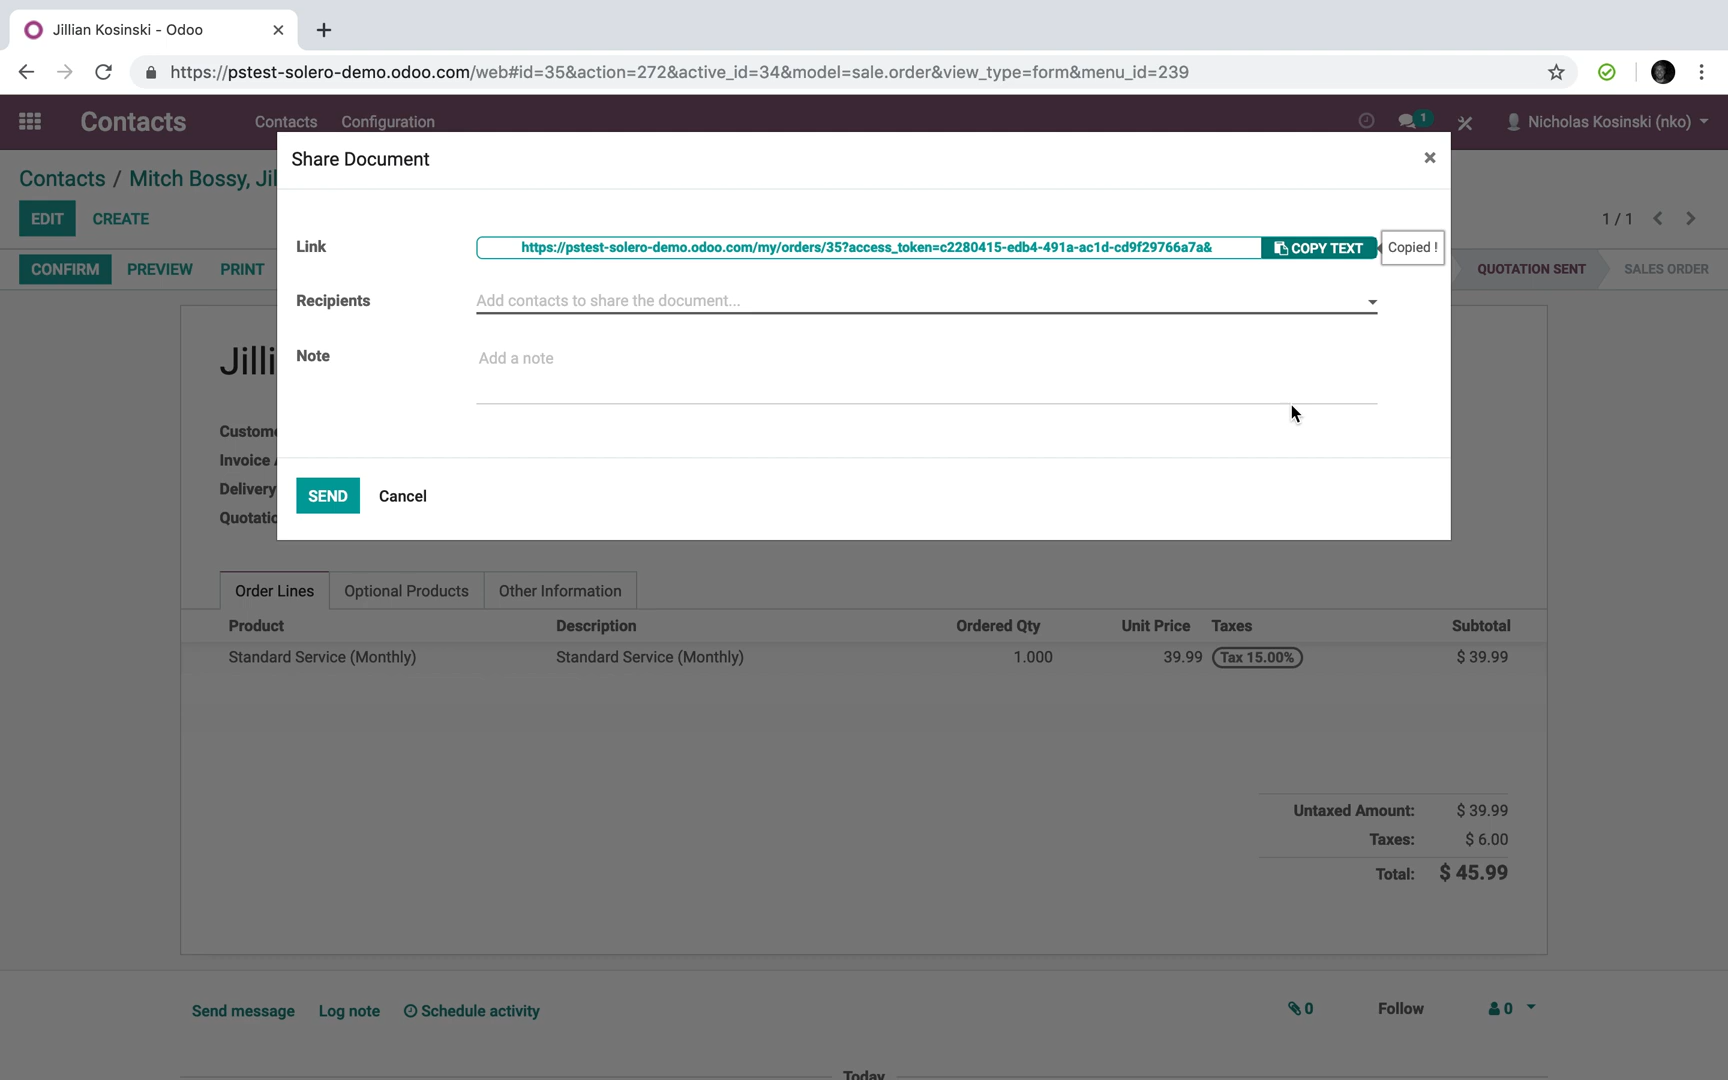 Jillian Kosinski - Odoo
https://pstest-solero-demo.odoo.com/web#id=35&action=272&active_id=34&model=sale.order&view_type=form&menu_id=239
Contacts Contacts Configuration 1 Nicholas Kosinski (nko)
Share Document
Contacts / Mitch Bossy, Jil
EDIT CREATE 1 / 1
Link https://pstest-solero-demo.odoo.com/my/orders/35?access_token=c2280415-edb4-491a-ac1d-cd9f29766a7a& COPY TEXT Copied !
CONFIRM PREVIEW PRINT QUOTATION SENT SALES ORDER
Recipients Add contacts to share the document...
Note Add a note
Jilli
Custome
Invoice
Delivery
SEND Cancel
Quotatio
Order Lines Optional Products Other Information
Product Description Ordered Qty Unit Price Taxes Subtotal
Standard Service (Monthly) Standard Service (Monthly) 1.000 39.99 Tax 15.00% $ 39.99
Untaxed Amount: $ 39.99
Taxes: $ 6.00
Total: $ 45.99
Send message Log note Schedule activity 0 Follow 0
Today